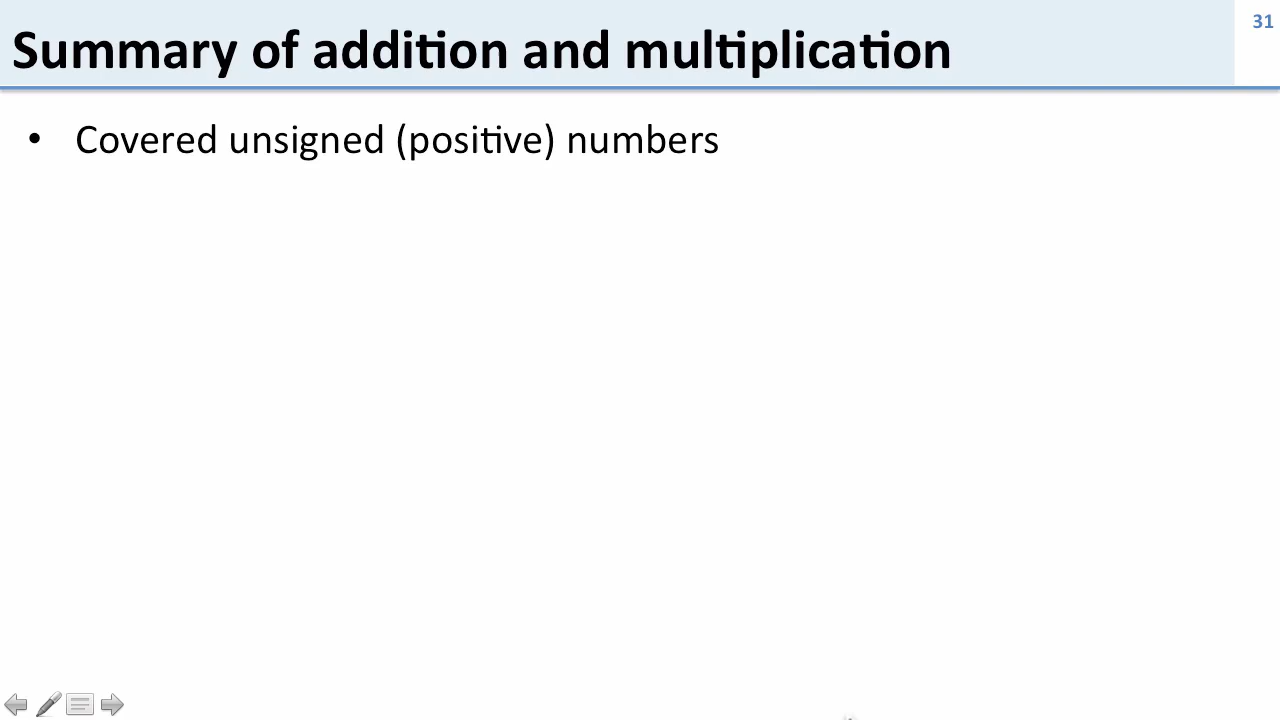 Summary of addition and multiplication
31
• Covered unsigned (positive) numbers